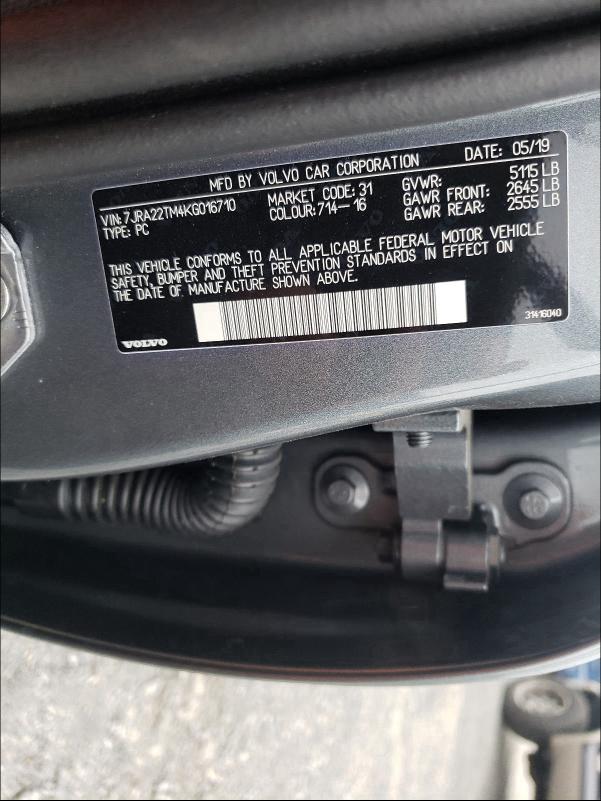 MFD BY VOLVO CAR CORPORATION DATE: 05/19
VIN: 7JRA22TM4KG016710 MARKET CODE: 31 GVWR: 5115 LB
TYPE: PC COLOUR: 714-16 GAWR FRONT: 2645 LB
GAWR REAR: 2555 LB
THIS VEHICLE CONFORMS TO ALL APPLICABLE FEDERAL MOTOR VEHICLE
SAFETY, BUMPER AND THEFT PREVENTION STANDARDS IN EFFECT ON
THE DATE OF MANUFACTURE SHOWN ABOVE.
VOLVO 31416040